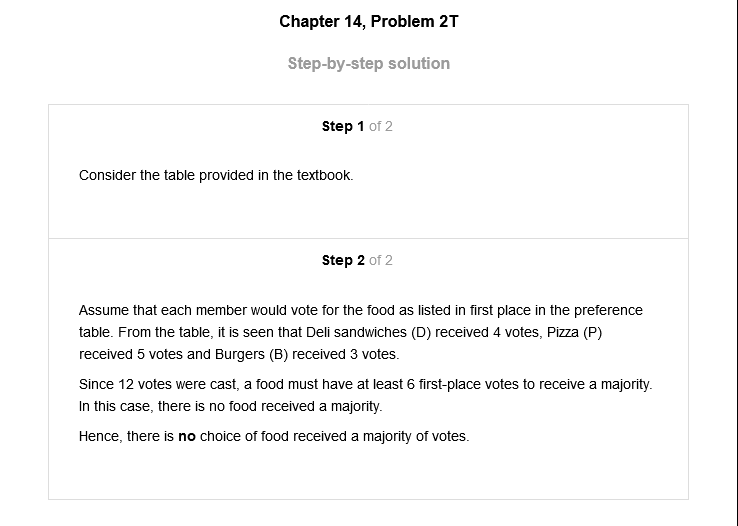 Chapter 14, Problem 2T
Step-by-step solution
Step 1 of 2
Consider the table provided in the textbook.
Step 2 of 2
Assume that each member would vote for the food as listed in first place in the preference
table. From the table, it is seen that Deli sandwiches (D) received 4 votes, Pizza (P)
received 5 votes and Burgers (B) received 3 votes.
Since 12 votes were cast, a food must have at least 6 first-place votes to receive a majority.
In this case, there is no food received a majority.
Hence, there is no choice of food received a majority of votes.